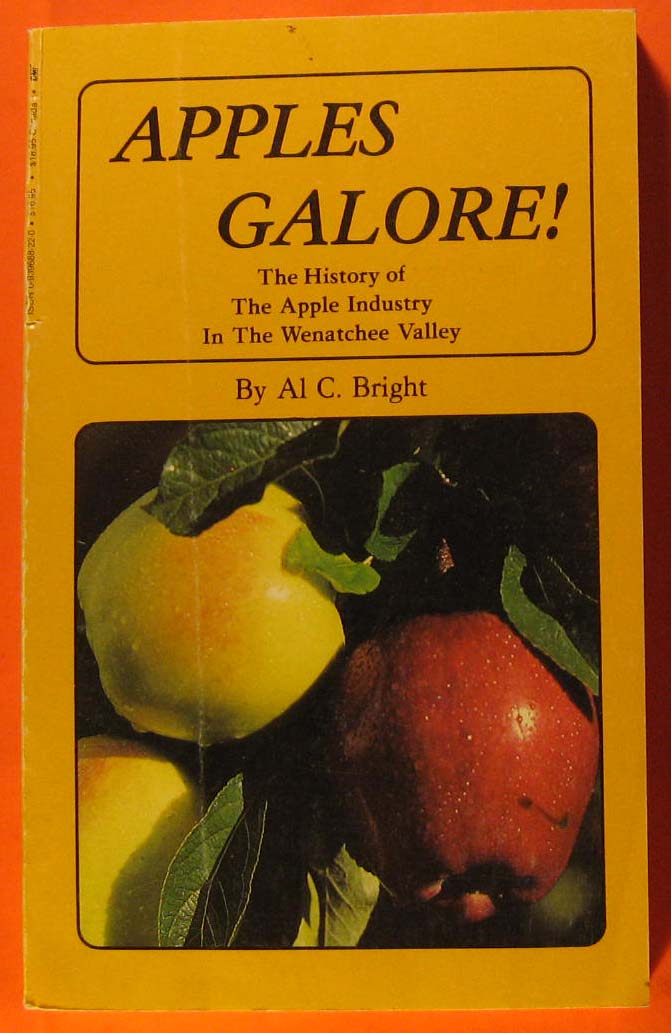 APPLES
GALORE!
The History of
The Apple Industry
In The Wenatchee Valley
By Al C. Bright